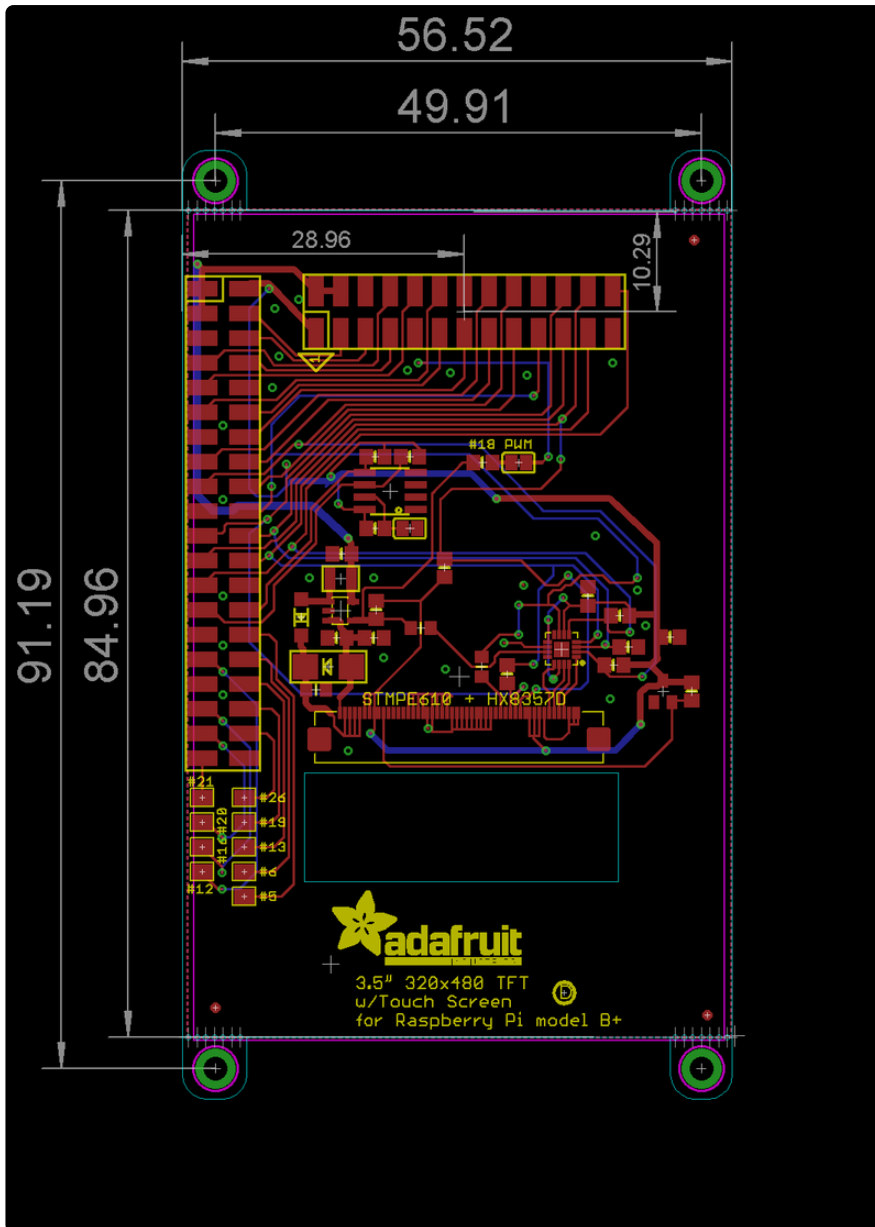 56.52
49.91
28.96
10.29
91.19
84.96
1
#18 PWM
STMPE610 + HX8357D
#21
#26
#20
#19
#16
#13
#6
#12
#5
adafruit
3.5" 320x480 TFT
w/Touch Screen
for Raspberry Pi model B+